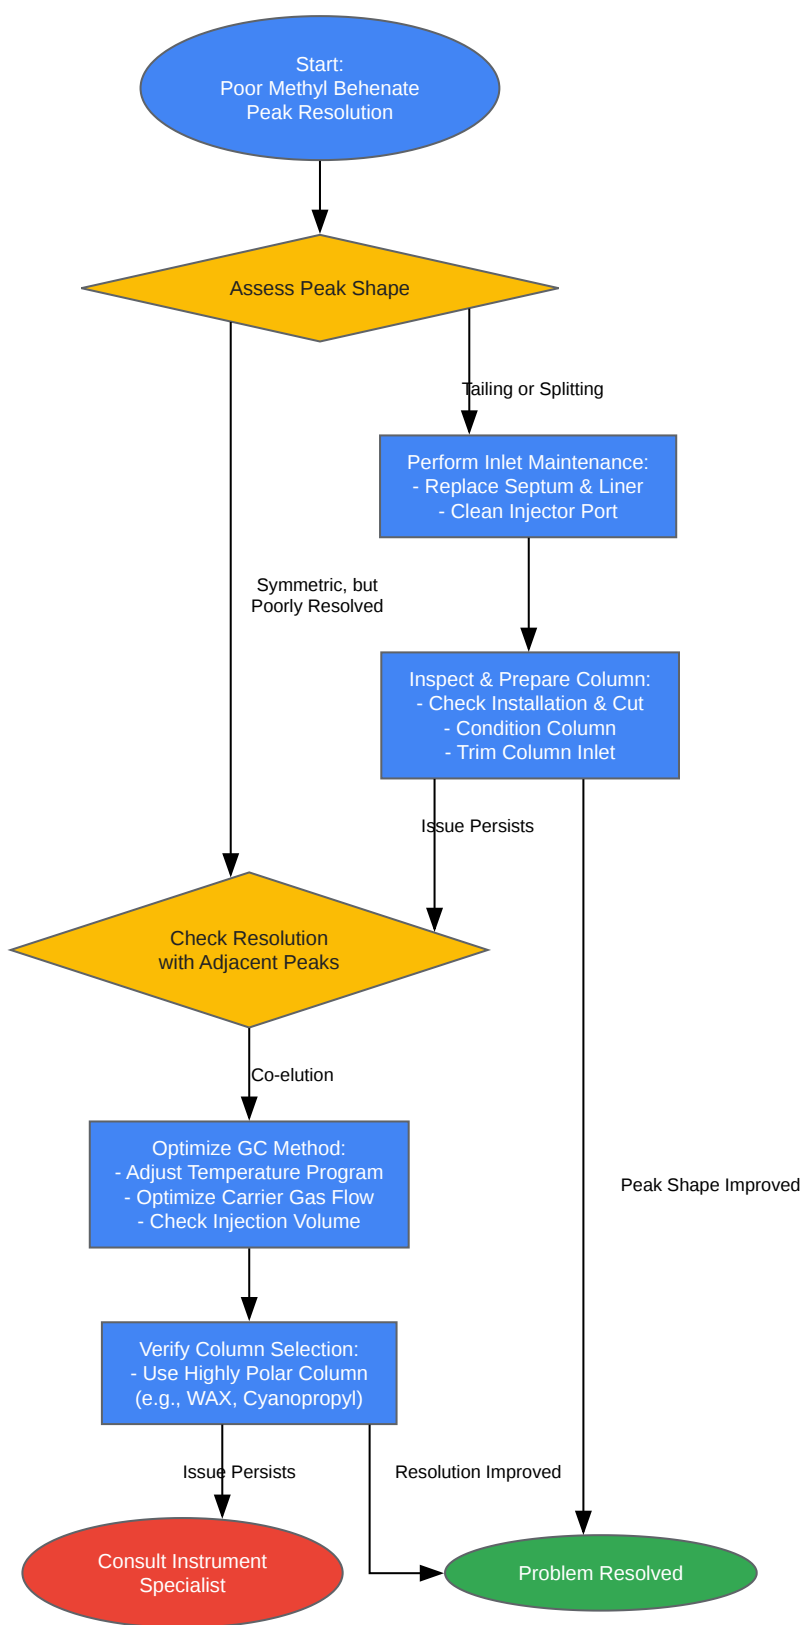 Start:
Poor Methyl Behenate
Peak Resolution
Assess Peak Shape
Tailing or Splitting
Perform Inlet Maintenance:
- Replace Septum & Liner
- Clean Injector Port
Symmetric, but
Poorly Resolved
Inspect & Prepare Column:
- Check Installation & Cut
- Condition Column
- Trim Column Inlet
Issue Persists
Check Resolution
with Adjacent Peaks
Co-elution
Optimize GC Method:
- Adjust Temperature Program
- Optimize Carrier Gas Flow
- Check Injection Volume
Peak Shape Improved
Verify Column Selection:
- Use Highly Polar Column
(e.g., WAX, Cyanopropyl)
Issue Persists
Resolution Improved
Consult Instrument
Specialist
Problem Resolved